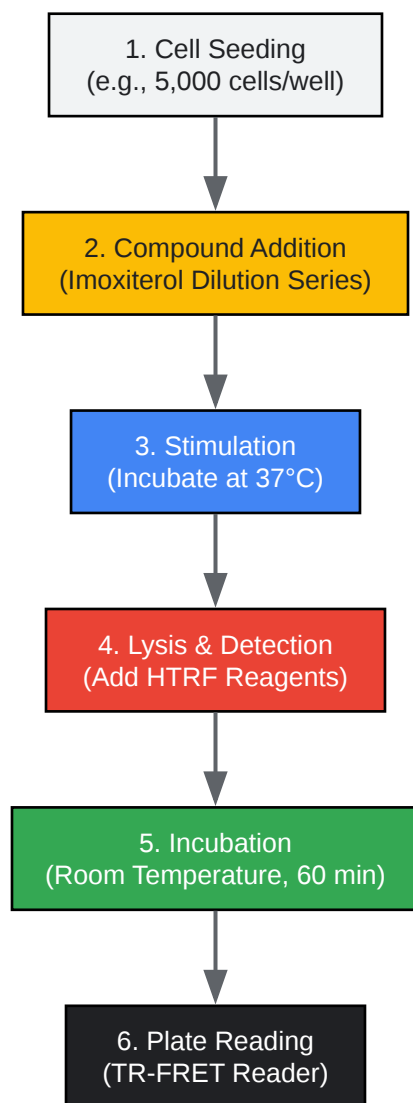 1. Cell Seeding
(e.g., 5,000 cells/well)
2. Compound Addition
(Imoxiterol Dilution Series)
3. Stimulation
(Incubate at 37°C)
4. Lysis & Detection
(Add HTRF Reagents)
5. Incubation
(Room Temperature, 60 min)
6. Plate Reading
(TR-FRET Reader)